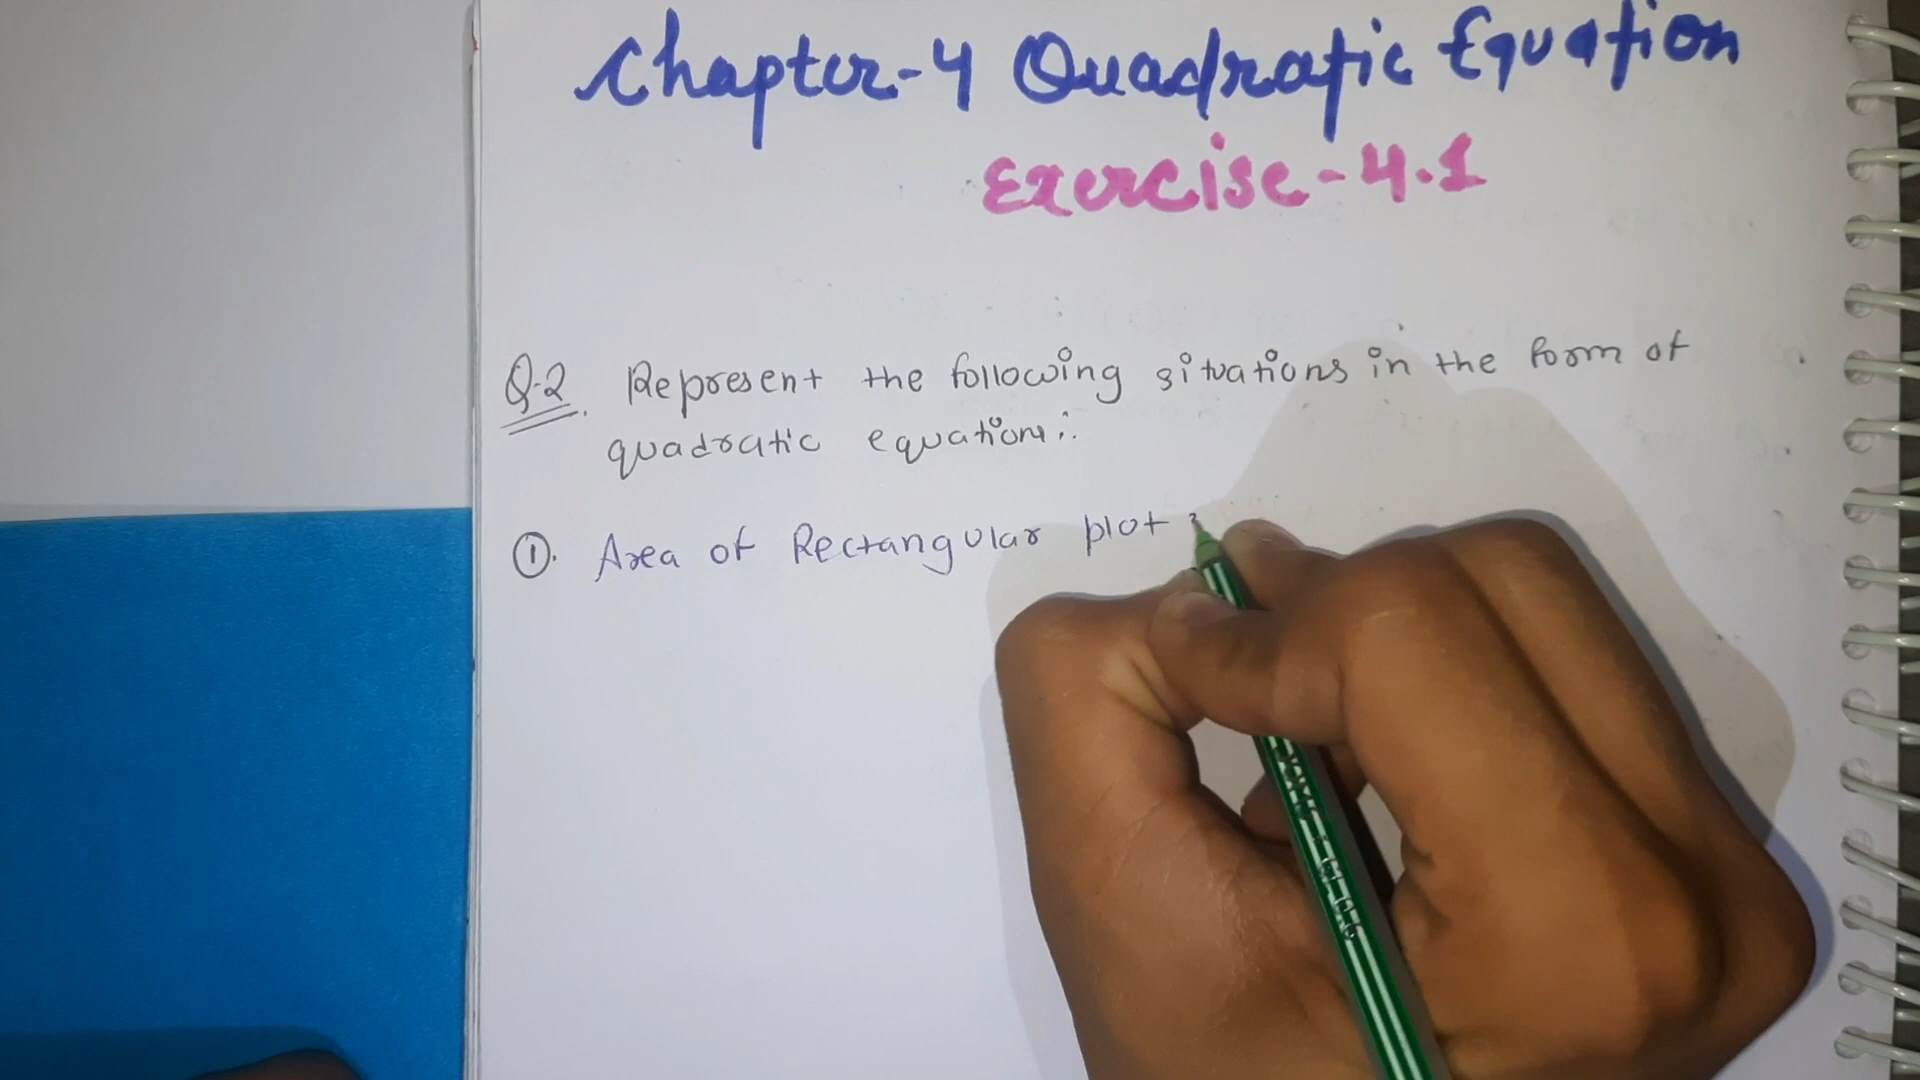 Chapter-4 Quadratic Equation
Exercise-4.1
Q.2. Represent the following situations in the form of
quadratic equations:
①. Area of Rectangular plot